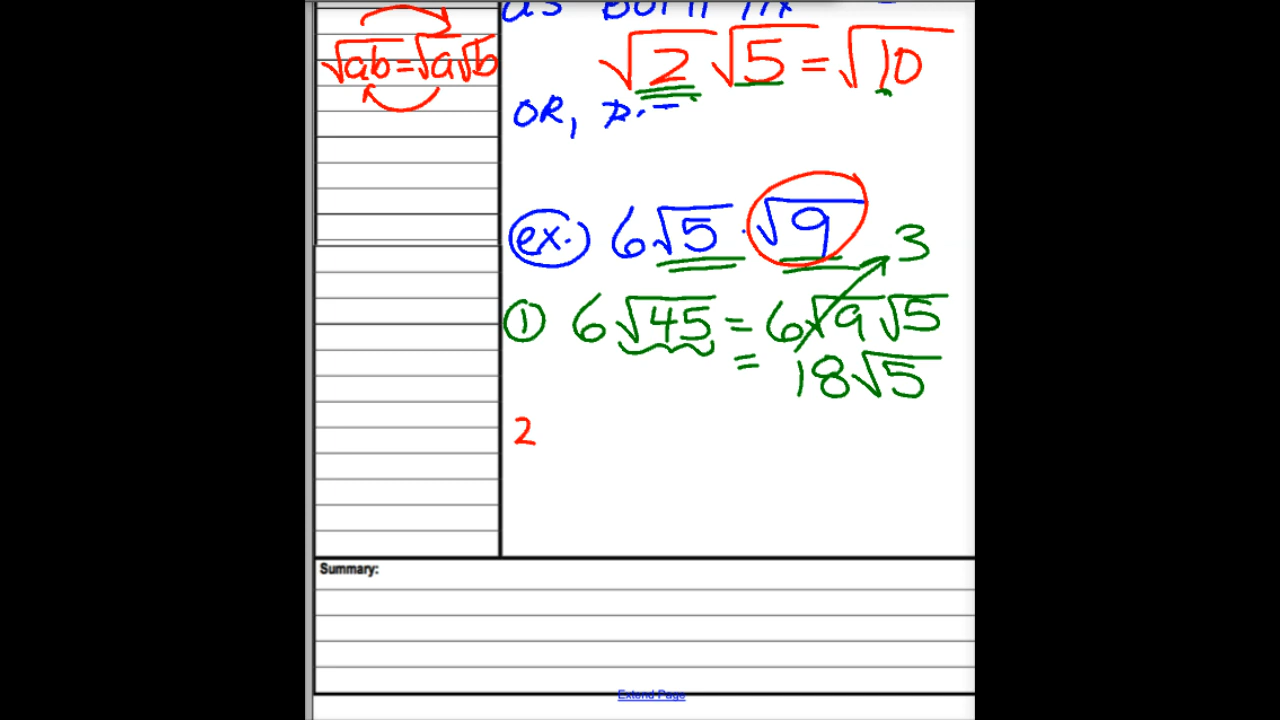 √ab = √a√b
√2 √5 = √10
OR,
ex. 6√5 · √9
3
① 6√45 = 6√9√5
= 18√5
2
Summary:
Extend Page